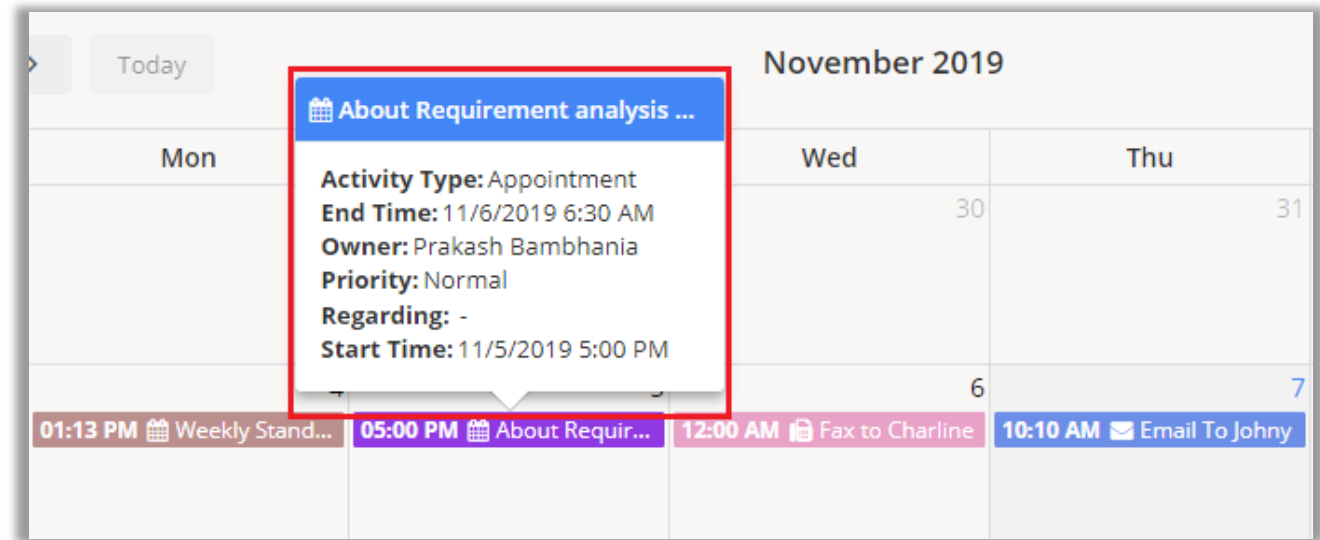 Today
November 2019
About Requirement analysis ...
Mon
Wed
Thu
Activity Type: Appointment
End Time: 11/6/2019 6:30 AM
Owner: Prakash Bambhania
Priority: Normal
Regarding: -
Start Time: 11/5/2019 5:00 PM
30
31
6
7
01:13 PM Weekly Stand...
05:00 PM About Requir...
12:00 AM Fax to Charline
10:10 AM Email To Johny